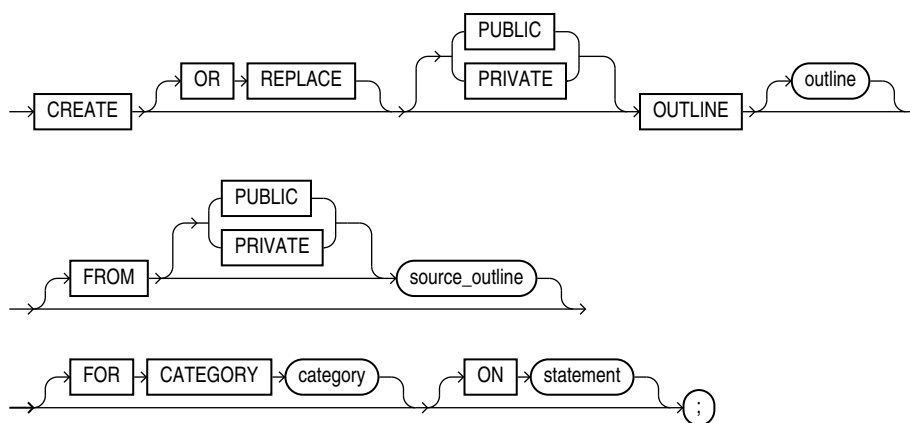 PUBLIC
OR REPLACE PRIVATE outline
CREATE OUTLINE
PUBLIC
PRIVATE
FROM source_outline
FOR CATEGORY category ON statement
;